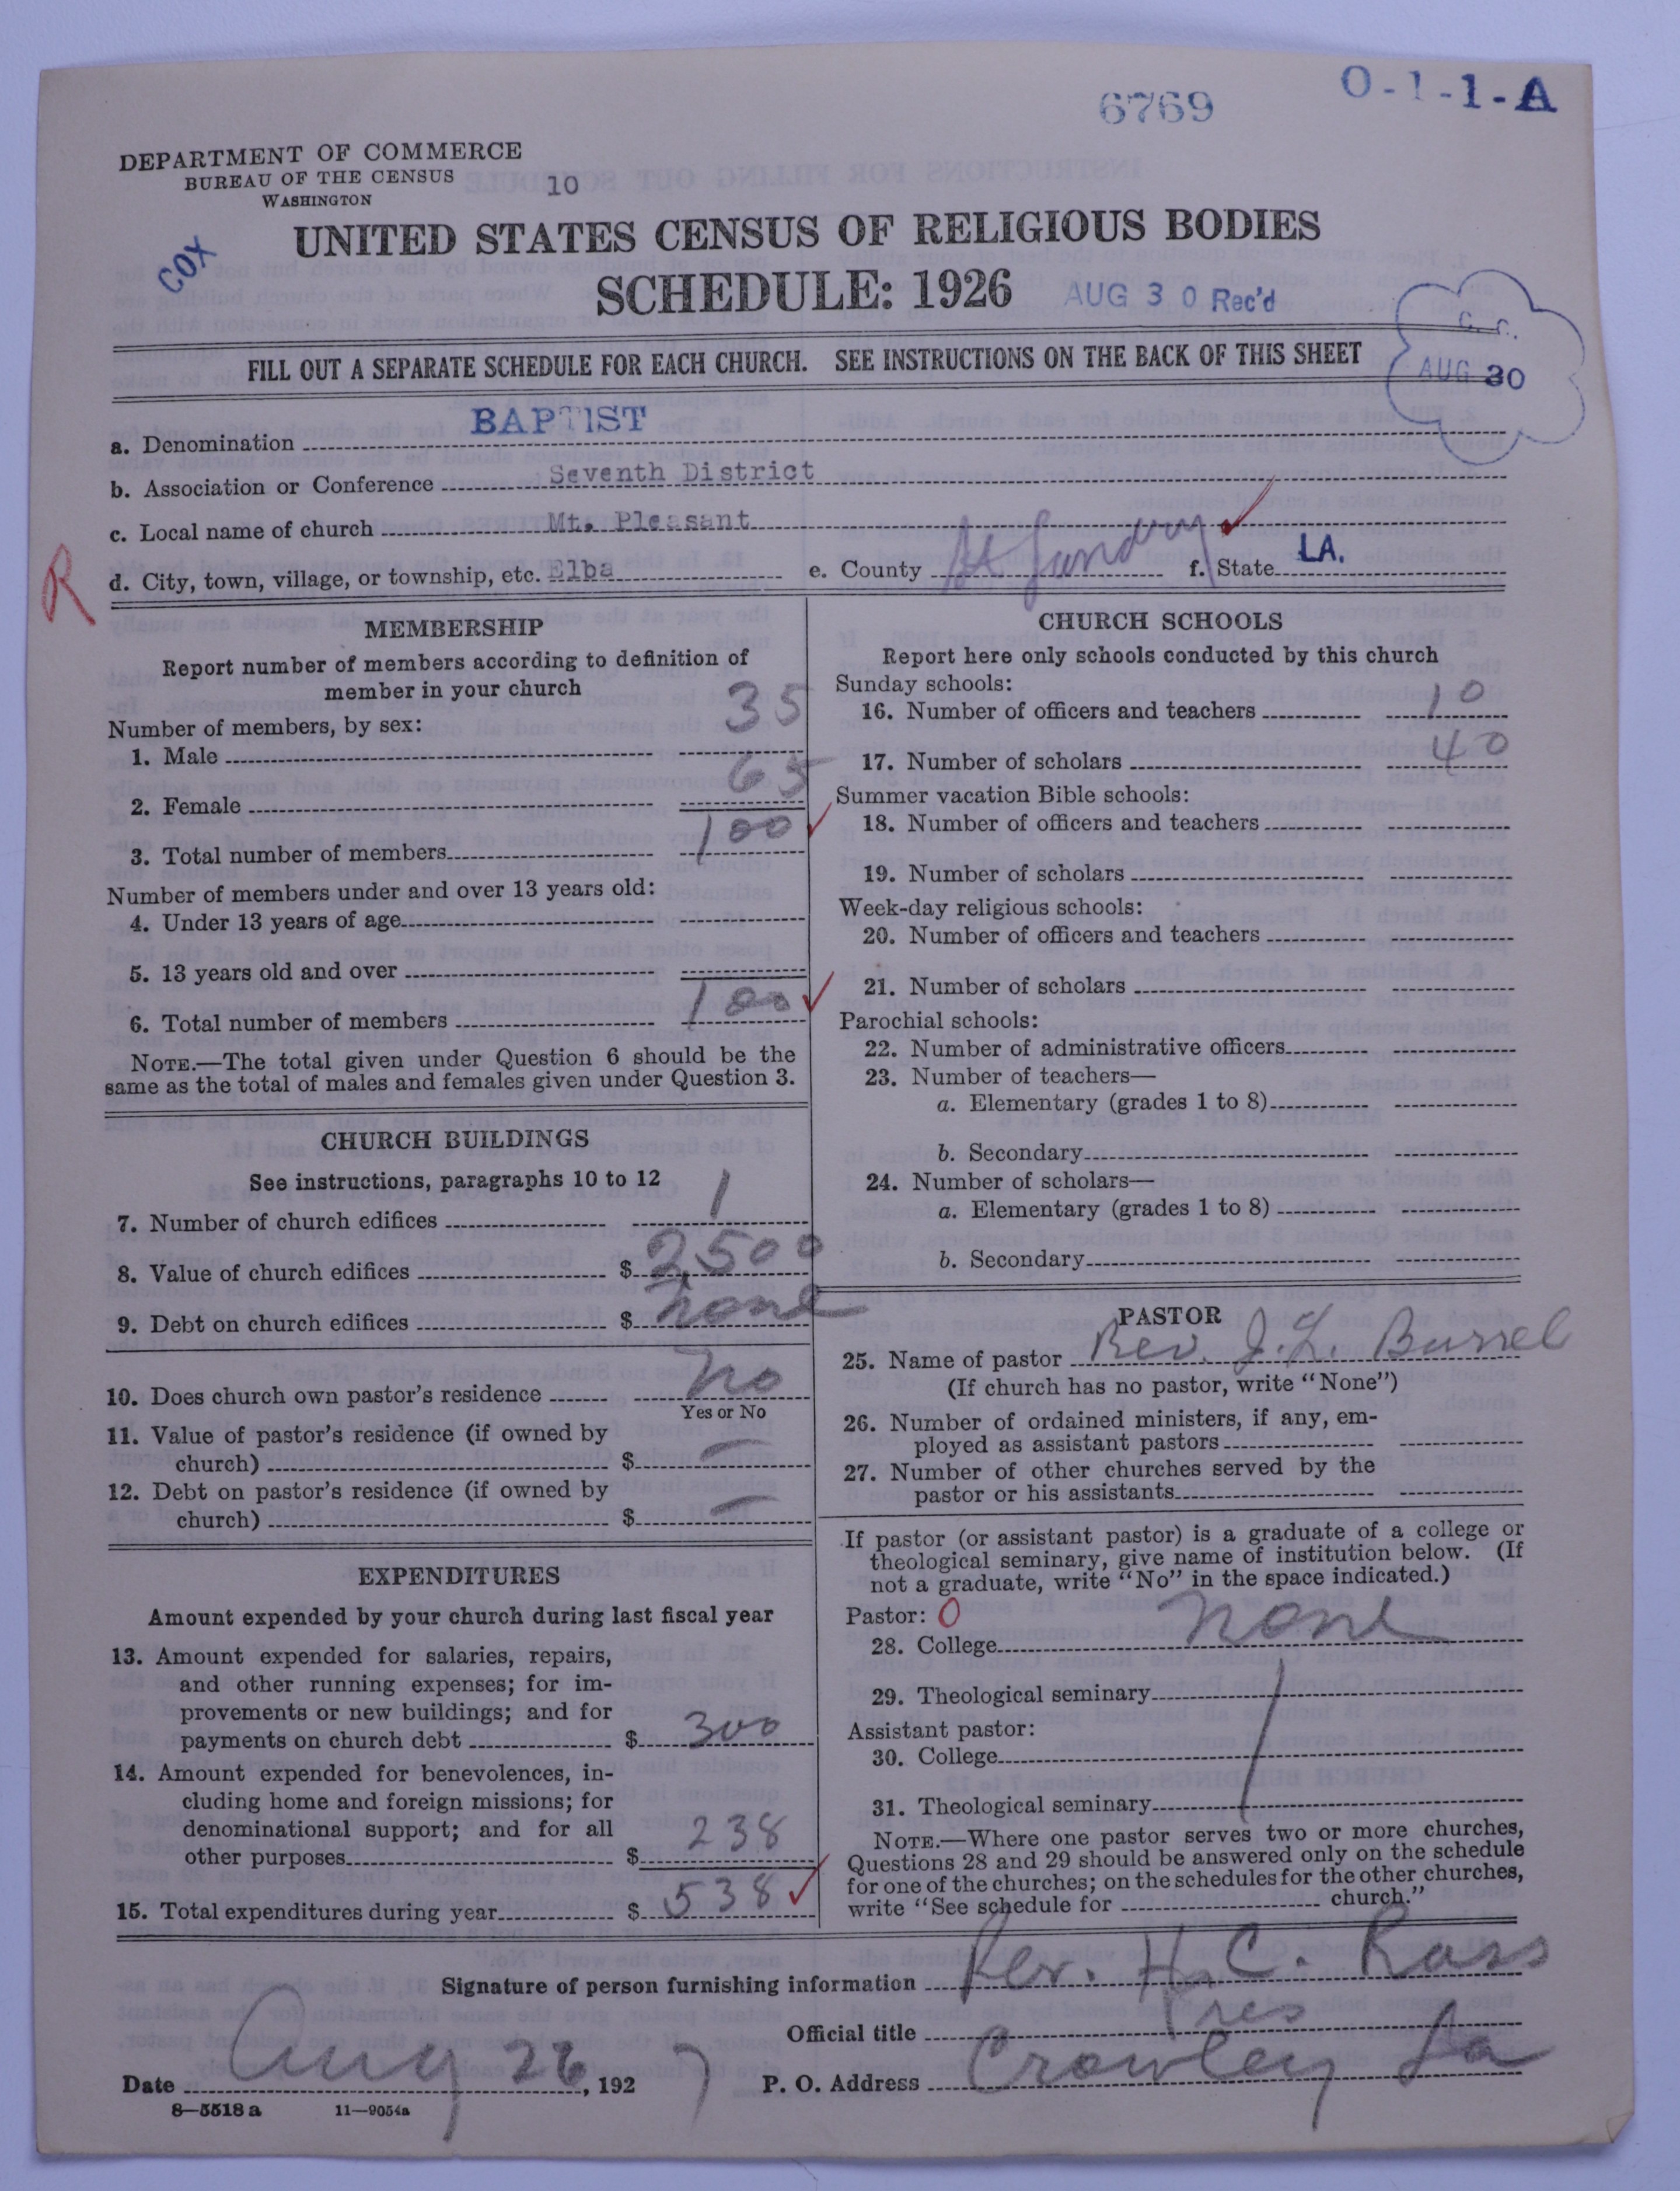 6769
O-1-1-A
DEPARTMENT OF COMMERCE
BUREAU OF THE CENSUS
WASHINGTON
10
COX
UNITED STATES CENSUS OF RELIGIOUS BODIES
SCHEDULE: 1926
AUG 30 Rec'd
C. C.
AUG 30
FILL OUT A SEPARATE SCHEDULE FOR EACH CHURCH. SEE INSTRUCTIONS ON THE BACK OF THIS SHEET
a. Denomination BAPTIST
b. Association or Conference Seventh District
c. Local name of church Mt. Pleasant
R
d. City, town, village, or township, etc. Elba e. County St Landry f. State LA.
MEMBERSHIP
Report number of members according to definition of
member in your church
Number of members, by sex:
1. Male 35
2. Female 65
3. Total number of members 100
Number of members under and over 13 years old:
4. Under 13 years of age
5. 13 years old and over
6. Total number of members 100
NOTE.—The total given under Question 6 should be the
same as the total of males and females given under Question 3.
CHURCH BUILDINGS
See instructions, paragraphs 10 to 12
7. Number of church edifices 1
8. Value of church edifices $ 2,500
9. Debt on church edifices $ none
10. Does church own pastor's residence no
Yes or No
11. Value of pastor's residence (if owned by
church) $ —
12. Debt on pastor's residence (if owned by
church) $ —
EXPENDITURES
Amount expended by your church during last fiscal year
13. Amount expended for salaries, repairs,
and other running expenses; for im-
provements or new buildings; and for
payments on church debt $ 300
14. Amount expended for benevolences, in-
cluding home and foreign missions; for
denominational support; and for all
other purposes $ 238
15. Total expenditures during year $ 538
CHURCH SCHOOLS
Report here only schools conducted by this church
Sunday schools:
16. Number of officers and teachers 10
17. Number of scholars 40
Summer vacation Bible schools:
18. Number of officers and teachers
19. Number of scholars
Week-day religious schools:
20. Number of officers and teachers
21. Number of scholars
Parochial schools:
22. Number of administrative officers
23. Number of teachers—
a. Elementary (grades 1 to 8)
b. Secondary
24. Number of scholars—
a. Elementary (grades 1 to 8)
b. Secondary
PASTOR
25. Name of pastor Rev. J. L. Burrel
(If church has no pastor, write "None")
26. Number of ordained ministers, if any, em-
ployed as assistant pastors
27. Number of other churches served by the
pastor or his assistants
If pastor (or assistant pastor) is a graduate of a college or
theological seminary, give name of institution below. (If
not a graduate, write "No" in the space indicated.)
Pastor: 0
28. College none
29. Theological seminary
Assistant pastor:
30. College
31. Theological seminary
NOTE.—Where one pastor serves two or more churches,
Questions 28 and 29 should be answered only on the schedule
for one of the churches; on the schedules for the other churches,
write "See schedule for church."
Signature of person furnishing information Rev. H. C. Ross
Official title Pres
Date Aug 26, 1927 P. O. Address Crowley La
8—5518 a 11—9054a